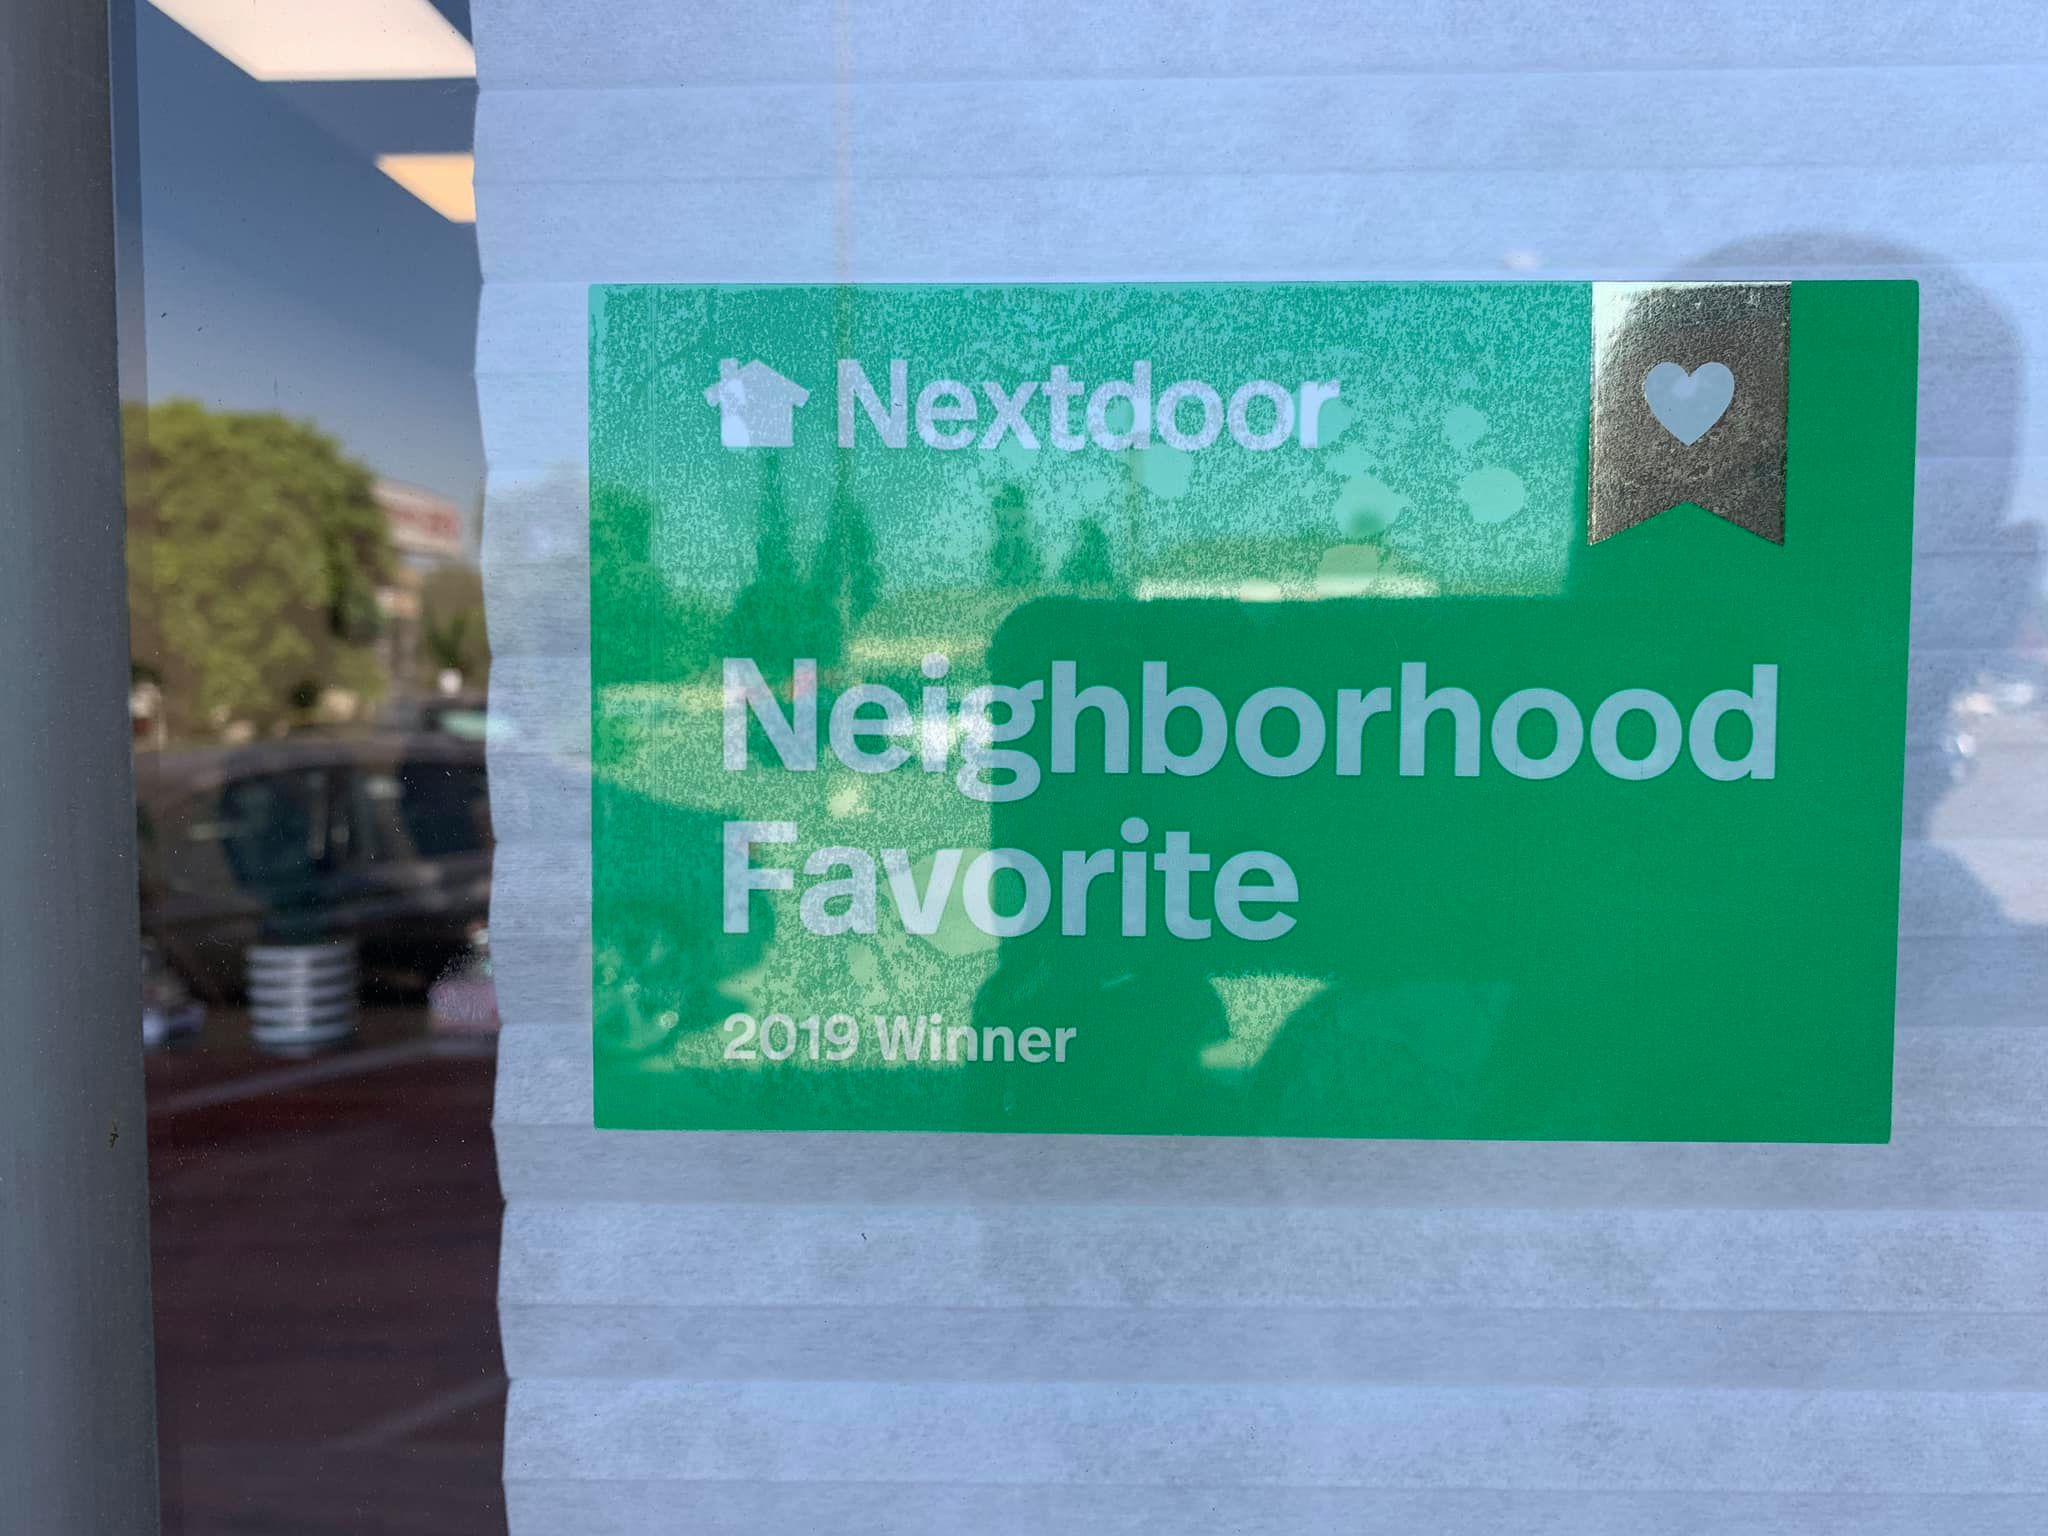 Nextdoor
Neighborhood
Favorite
2019 Winner